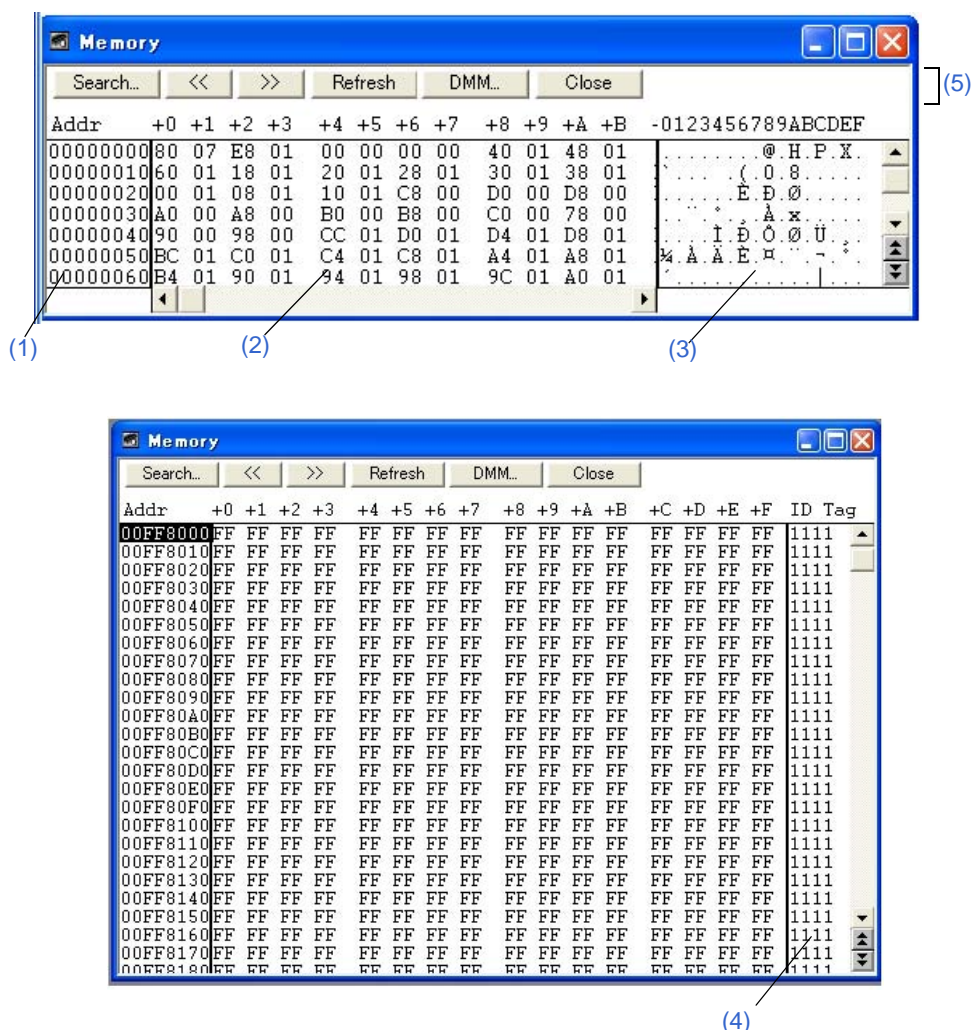 Memory
Search... << >> Refresh DMM... Close
(5)
Addr +0 +1 +2 +3 +4 +5 +6 +7 +8 +9 +A +B -0123456789ABCDEF
00000000 80 07 E8 01 00 00 00 00 40 01 48 01 ........@.H.P.X.
00000010 60 01 18 01 20 01 28 01 30 01 38 01 `... .(.0.8.....
00000020 00 01 08 01 10 01 C8 00 D0 00 D8 00 ......È.Ð.Ø.....
00000030 A0 00 A8 00 B0 00 B8 00 C0 00 78 00 ..¨.°.¸.À.x.....
00000040 90 00 98 00 CC 01 D0 01 D4 01 D8 01 ....Ì.Ð.Ô.Ø.Ü.¸.
00000050 BC 01 C0 01 C4 01 C8 01 A4 01 A8 01 ¼.À.Ä.È.¤.¨.¬.°.
00000060 B4 01 90 01 94 01 98 01 9C 01 A0 01 ´...........|...
(1) (2) (3)
Memory
Search... << >> Refresh DMM... Close
Addr +0 +1 +2 +3 +4 +5 +6 +7 +8 +9 +A +B +C +D +E +F ID Tag
00FF8000 FF FF FF FF FF FF FF FF FF FF FF FF FF FF FF FF 1111
00FF8010 FF FF FF FF FF FF FF FF FF FF FF FF FF FF FF FF 1111
00FF8020 FF FF FF FF FF FF FF FF FF FF FF FF FF FF FF FF 1111
00FF8030 FF FF FF FF FF FF FF FF FF FF FF FF FF FF FF FF 1111
00FF8040 FF FF FF FF FF FF FF FF FF FF FF FF FF FF FF FF 1111
00FF8050 FF FF FF FF FF FF FF FF FF FF FF FF FF FF FF FF 1111
00FF8060 FF FF FF FF FF FF FF FF FF FF FF FF FF FF FF FF 1111
00FF8070 FF FF FF FF FF FF FF FF FF FF FF FF FF FF FF FF 1111
00FF8080 FF FF FF FF FF FF FF FF FF FF FF FF FF FF FF FF 1111
00FF8090 FF FF FF FF FF FF FF FF FF FF FF FF FF FF FF FF 1111
00FF80A0 FF FF FF FF FF FF FF FF FF FF FF FF FF FF FF FF 1111
00FF80B0 FF FF FF FF FF FF FF FF FF FF FF FF FF FF FF FF 1111
00FF80C0 FF FF FF FF FF FF FF FF FF FF FF FF FF FF FF FF 1111
00FF80D0 FF FF FF FF FF FF FF FF FF FF FF FF FF FF FF FF 1111
00FF80E0 FF FF FF FF FF FF FF FF FF FF FF FF FF FF FF FF 1111
00FF80F0 FF FF FF FF FF FF FF FF FF FF FF FF FF FF FF FF 1111
00FF8100 FF FF FF FF FF FF FF FF FF FF FF FF FF FF FF FF 1111
00FF8110 FF FF FF FF FF FF FF FF FF FF FF FF FF FF FF FF 1111
00FF8120 FF FF FF FF FF FF FF FF FF FF FF FF FF FF FF FF 1111
00FF8130 FF FF FF FF FF FF FF FF FF FF FF FF FF FF FF FF 1111
00FF8140 FF FF FF FF FF FF FF FF FF FF FF FF FF FF FF FF 1111
00FF8150 FF FF FF FF FF FF FF FF FF FF FF FF FF FF FF FF 1111
00FF8160 FF FF FF FF FF FF FF FF FF FF FF FF FF FF FF FF 1111
00FF8170 FF FF FF FF FF FF FF FF FF FF FF FF FF FF FF FF 1111
00FF8180 FF FF FF FF FF FF FF FF FF FF FF FF FF FF FF FF 1111
(4)